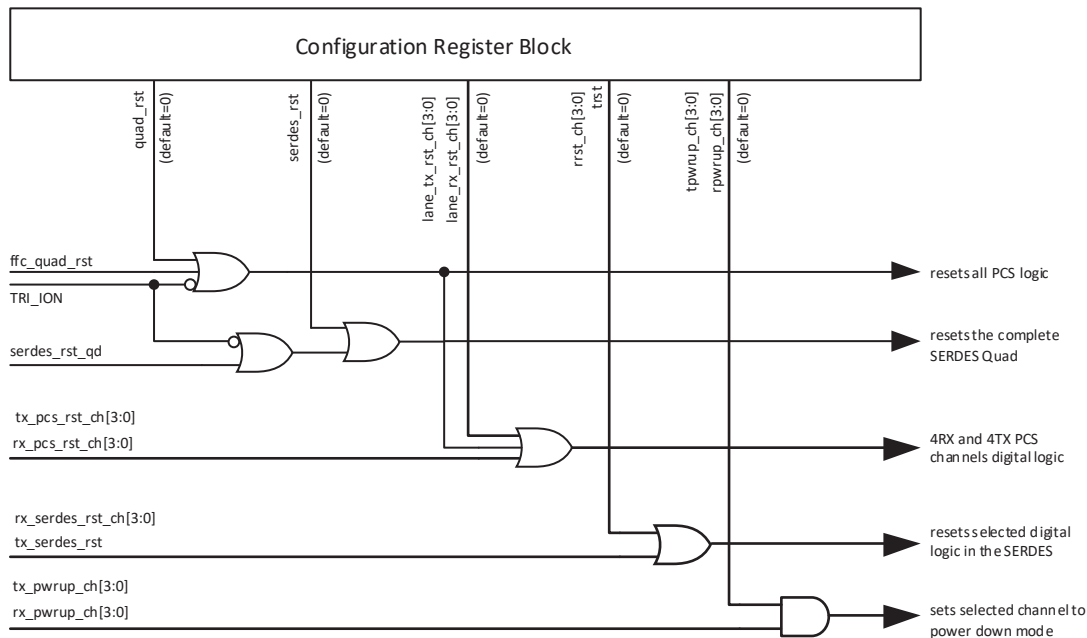 Configuration Register Block
quad_rst
(default=0)
serdes_rst
(default=0)
lane_tx_rst_ch[3:0]
lane_rx_rst_ch[3:0]
(default=0)
rrst_ch[3:0]
trst
(default=0)
tpwrup_ch[3:0]
rpwrup_ch[3:0]
(default=0)
ffc_quad_rst
TRI_ION
resets all PCS logic
serdes_rst_qd
resets the complete
SERDES Quad
tx_pcs_rst_ch[3:0]
rx_pcs_rst_ch[3:0]
4RX and 4TX PCS
channels digital logic
rx_serdes_rst_ch[3:0]
tx_serdes_rst
resets selected digital
logic in the SERDES
tx_pwrup_ch[3:0]
rx_pwrup_ch[3:0]
sets selected channel to
power down mode